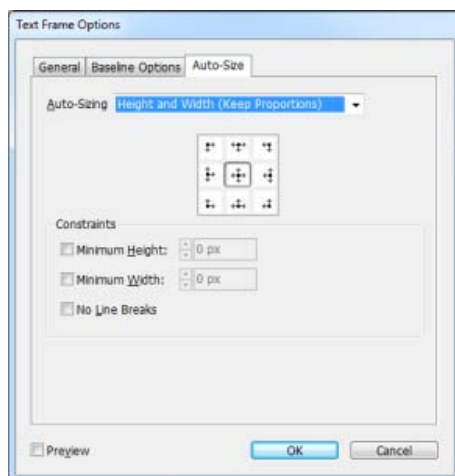 Text Frame Options
General Baseline Options Auto-Size
Auto-Sizing Height and Width (Keep Proportions)
Constraints
Minimum Height: 0 px
Minimum Width: 0 px
No Line Breaks
Preview OK Cancel